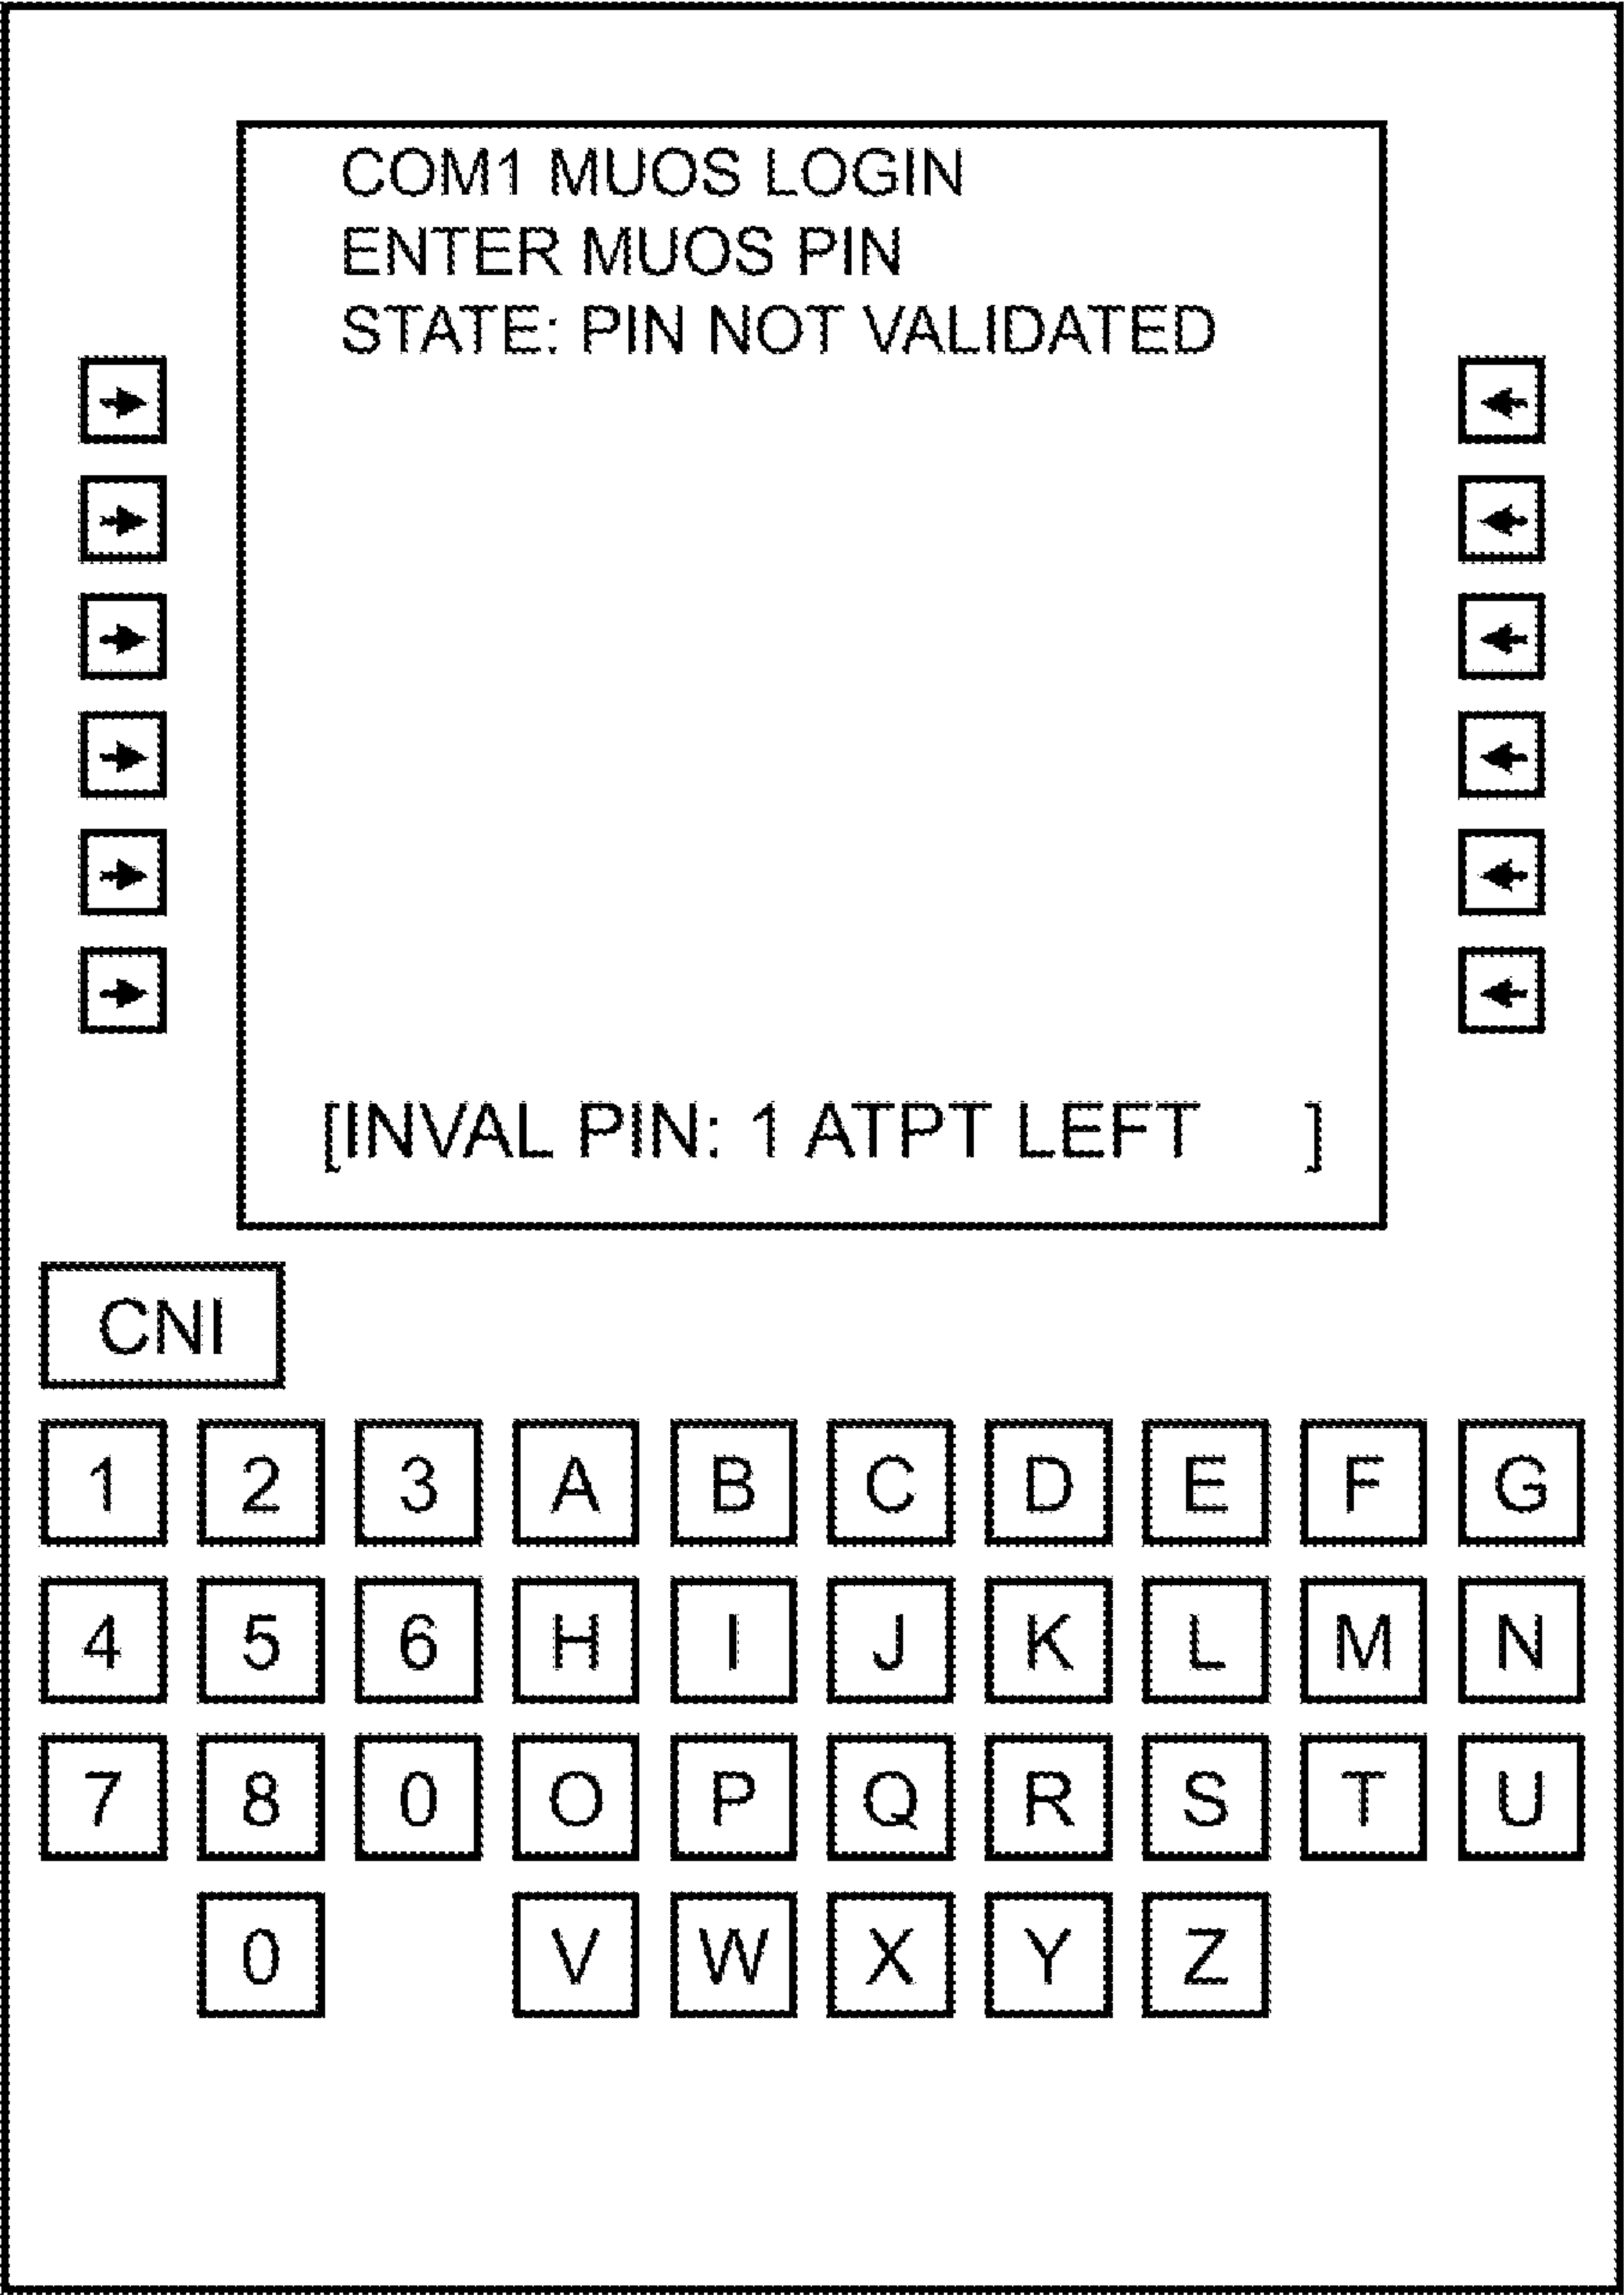 COM1 MUOS LOGIN
ENTER MUOS PIN
STATE: PIN NOT VALIDATED
[INVAL PIN: 1 ATPT LEFT ]
CNI
1 2 3 A B C D E F G
4 5 6 H I J K L M N
7 8 0 O P Q R S T U
0 V W X Y Z